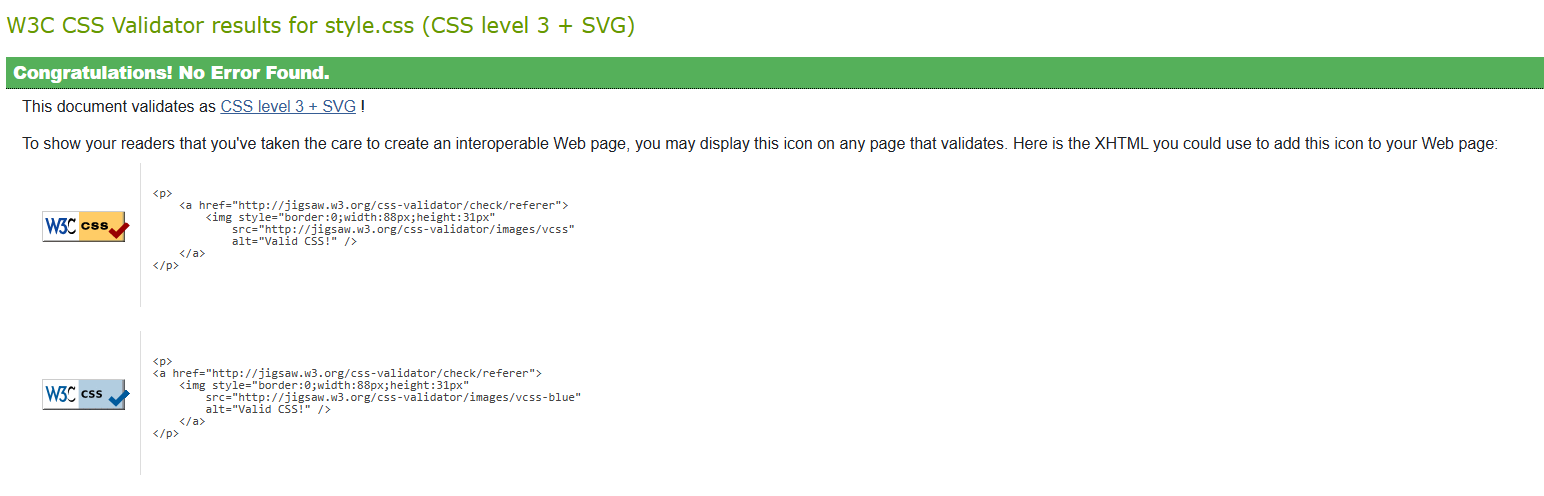 W3C CSS Validator results for style.css (CSS level 3 + SVG)
Congratulations! No Error Found.
This document validates as CSS level 3 + SVG !
To show your readers that you've taken the care to create an interoperable Web page, you may display this icon on any page that validates. Here is the XHTML you could use to add this icon to your Web page:
W3C css
<p>
    <a href="http://jigsaw.w3.org/css-validator/check/referer">
        <img style="border:0;width:88px;height:31px"
            src="http://jigsaw.w3.org/css-validator/images/vcss"
            alt="Valid CSS!" />
    </a>
</p>
W3C css
<p>
<a href="http://jigsaw.w3.org/css-validator/check/referer">
    <img style="border:0;width:88px;height:31px"
        src="http://jigsaw.w3.org/css-validator/images/vcss-blue"
        alt="Valid CSS!" />
    </a>
</p>